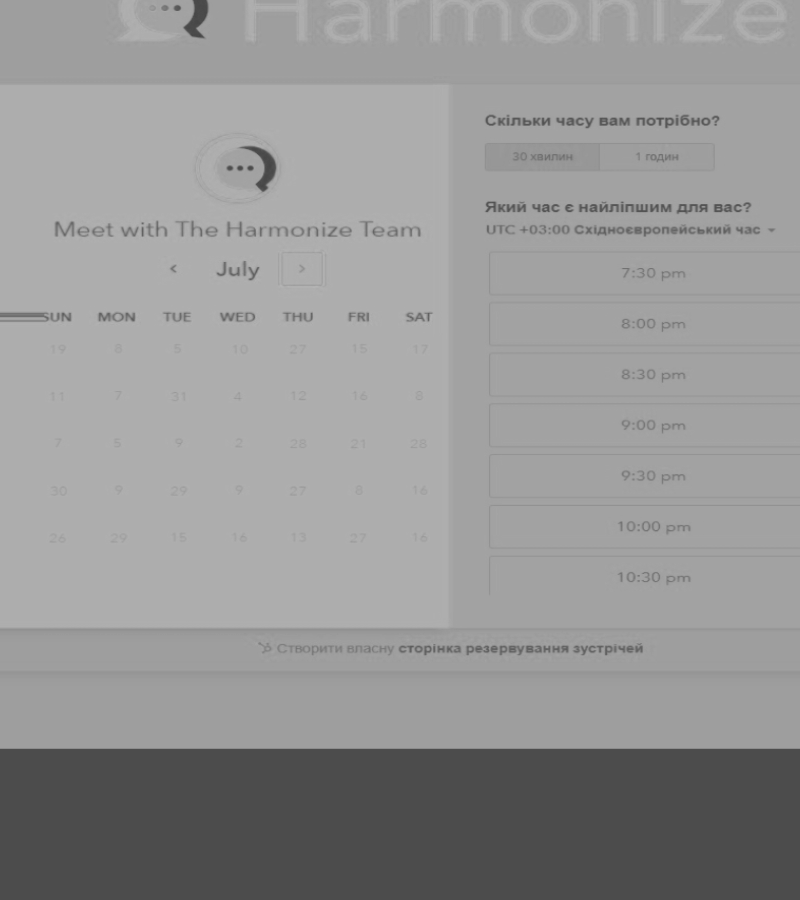 Harmonize
Meet with The Harmonize Team
July
SUN MON TUE WED THU FRI SAT
19 8 5 10 27 15 17
11 7 31 4 12 16 8
7 5 9 2 28 21 28
30 9 29 9 27 8 16
26 29 15 16 13 27 16
Скільки часу вам потрібно?
30 хвилин 1 годин
Який час є найліпшим для вас?
UTC +03:00 Східноєвропейський час
7:30 pm
8:00 pm
8:30 pm
9:00 pm
9:30 pm
10:00 pm
10:30 pm
Створити власну сторінка резервування зустрічей